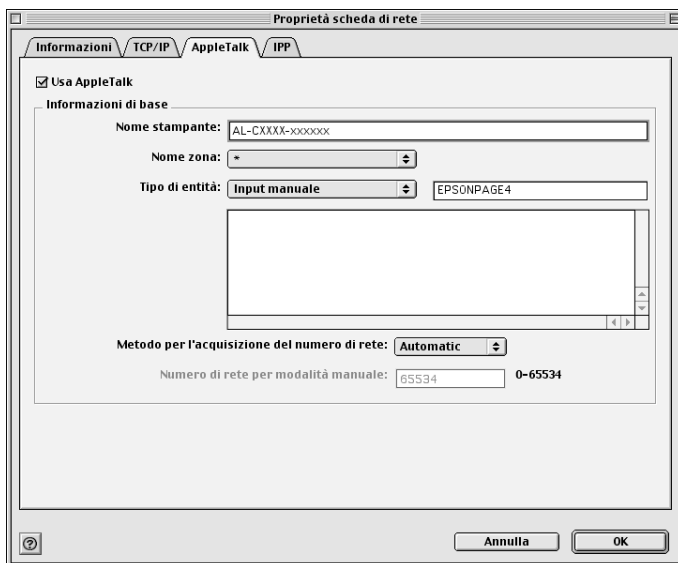 Proprietà scheda di rete
Informazioni TCP/IP AppleTalk IPP
Usa AppleTalk
Informazioni di base
Nome stampante: AL-CXXXX-xxxxxx
Nome zona: *
Tipo di entità: Input manuale EPSONPAGE4
Metodo per l'acquisizione del numero di rete: Automatic
Numero di rete per modalità manuale: 65534 0-65534
? Annulla OK